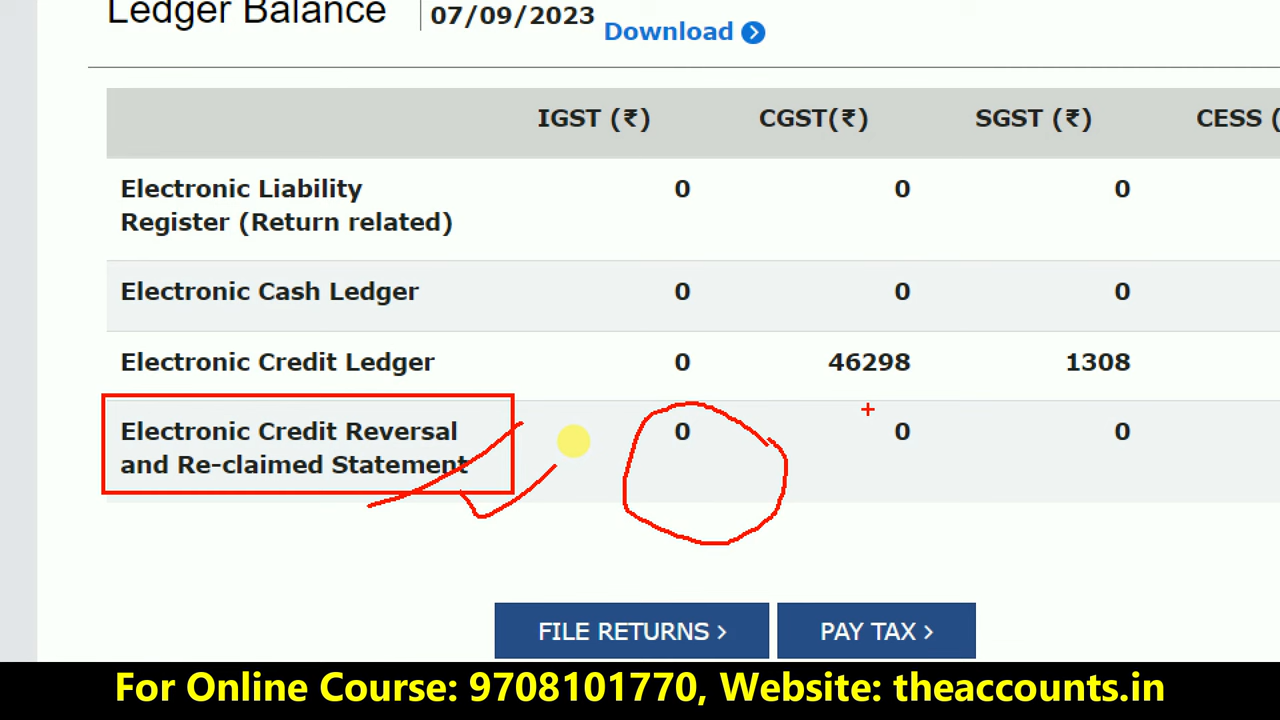 Ledger Balance
07/09/2023
Download
IGST (₹) CGST(₹) SGST (₹) CESS (
Electronic Liability
Register (Return related) 0 0 0
Electronic Cash Ledger 0 0 0
Electronic Credit Ledger 0 46298 1308
Electronic Credit Reversal
and Re-claimed Statement 0 0 0
FILE RETURNS > PAY TAX >
For Online Course: 9708101770, Website: theaccounts.in